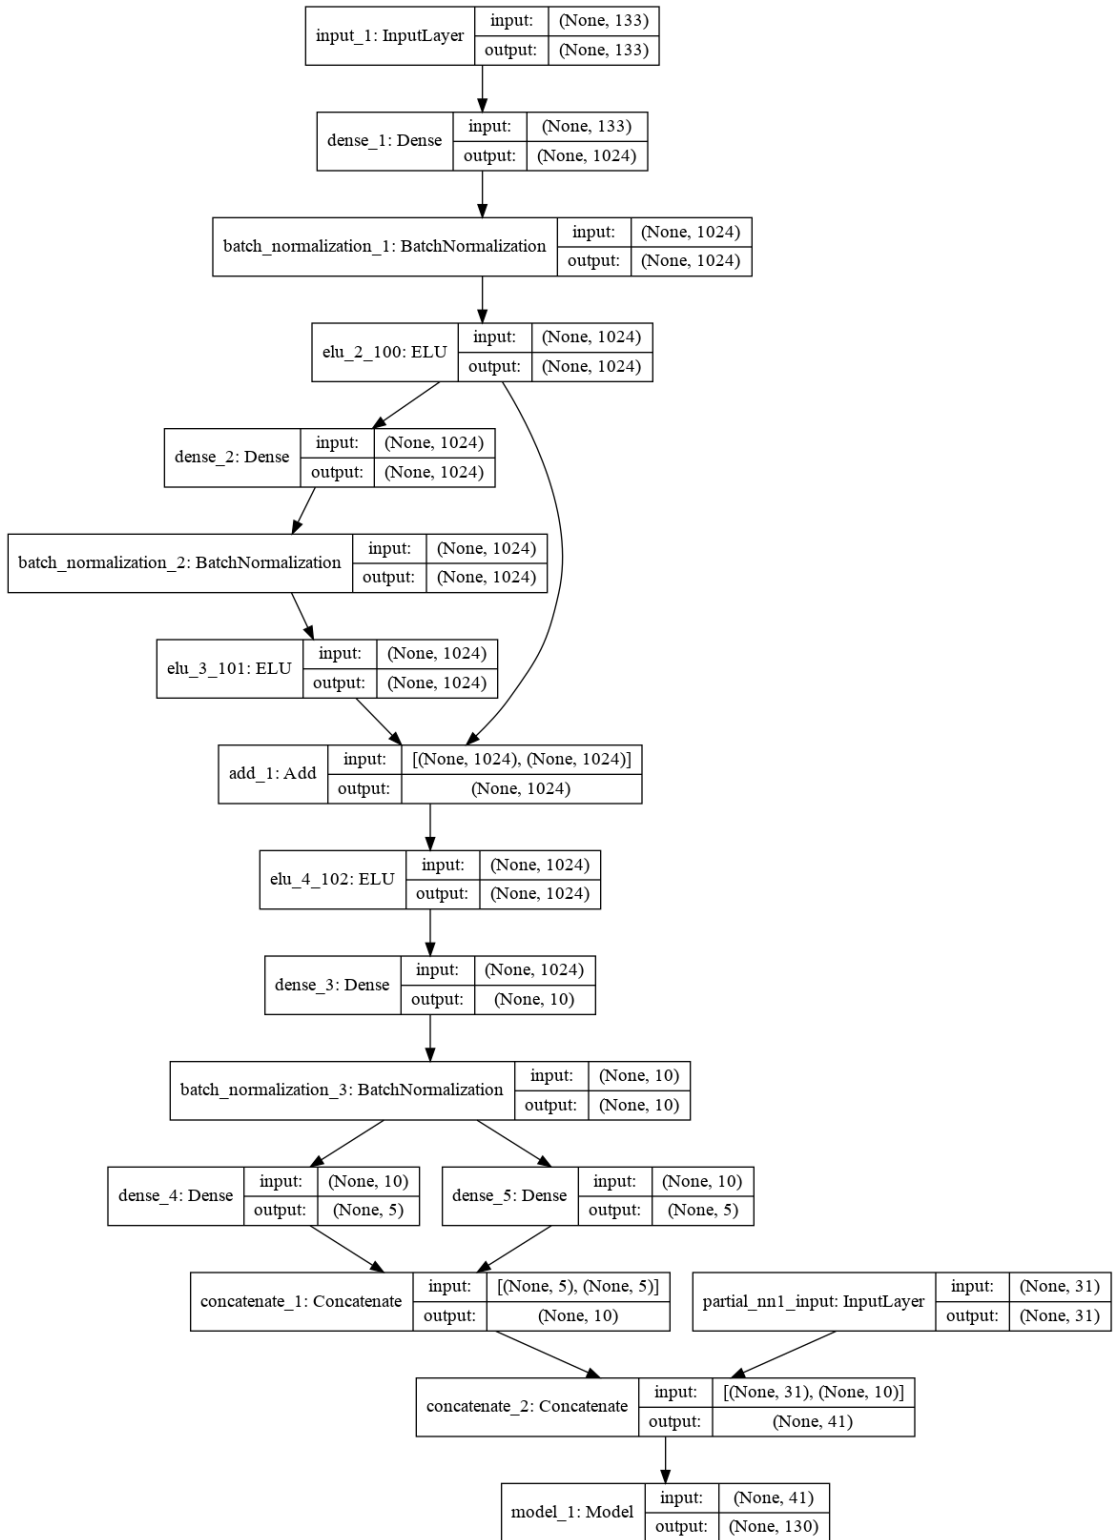 input_1: InputLayer
input: (None, 133)
output: (None, 133)
dense_1: Dense
input: (None, 133)
output: (None, 1024)
batch_normalization_1: BatchNormalization
input: (None, 1024)
output: (None, 1024)
elu_2_100: ELU
input: (None, 1024)
output: (None, 1024)
dense_2: Dense
input: (None, 1024)
output: (None, 1024)
batch_normalization_2: BatchNormalization
input: (None, 1024)
output: (None, 1024)
elu_3_101: ELU
input: (None, 1024)
output: (None, 1024)
add_1: Add
input: [(None, 1024), (None, 1024)]
output: (None, 1024)
elu_4_102: ELU
input: (None, 1024)
output: (None, 1024)
dense_3: Dense
input: (None, 1024)
output: (None, 10)
batch_normalization_3: BatchNormalization
input: (None, 10)
output: (None, 10)
dense_4: Dense
input: (None, 10)
output: (None, 5)
dense_5: Dense
input: (None, 10)
output: (None, 5)
concatenate_1: Concatenate
input: [(None, 5), (None, 5)]
output: (None, 10)
partial_nn1_input: InputLayer
input: (None, 31)
output: (None, 31)
concatenate_2: Concatenate
input: [(None, 31), (None, 10)]
output: (None, 41)
model_1: Model
input: (None, 41)
output: (None, 130)